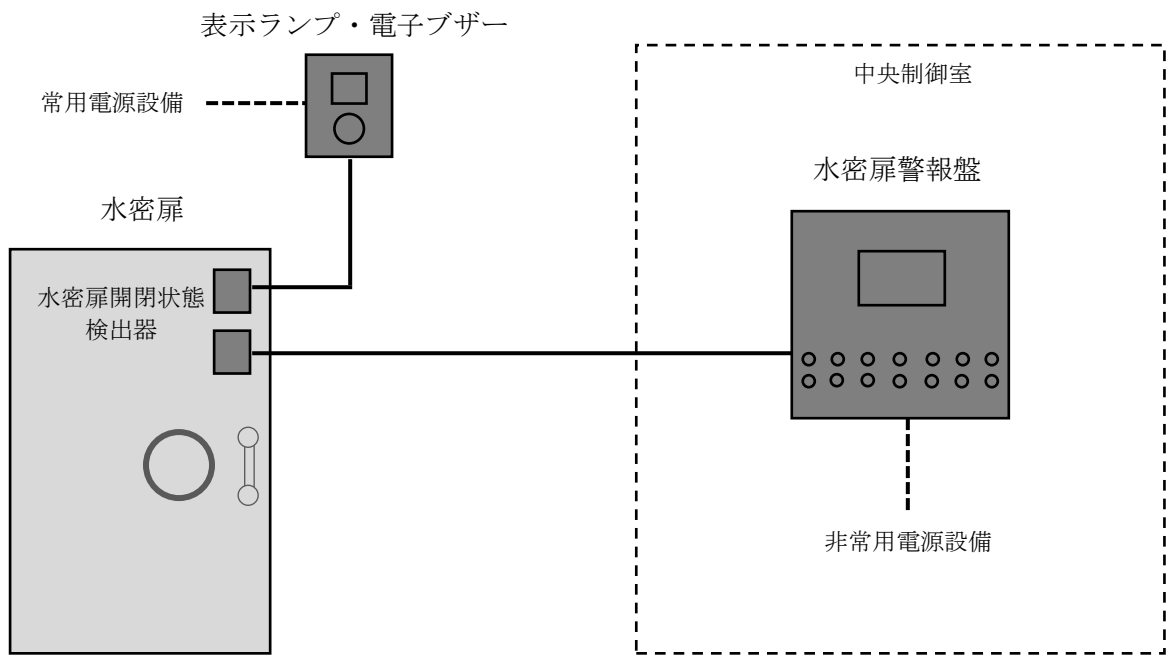 表示ランプ・電子ブザー
常用電源設備
水密扉
水密扉開閉状態
検出器
中央制御室
水密扉警報盤
非常用電源設備